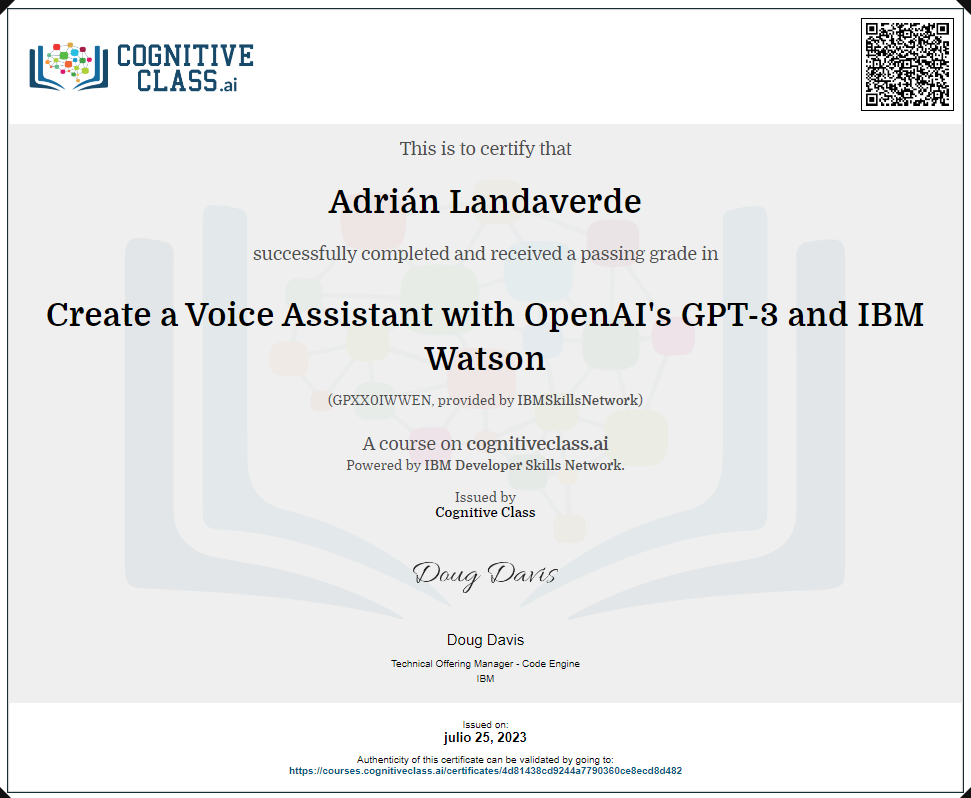 COGNITIVE
CLASS.ai
This is to certify that
Adrián Landaverde
successfully completed and received a passing grade in
Create a Voice Assistant with OpenAI's GPT-3 and IBM
Watson
(GPXX0IWWEN, provided by IBMSkillsNetwork)
A course on cognitiveclass.ai
Powered by IBM Developer Skills Network.
Issued by
Cognitive Class
Doug Davis
Doug Davis
Technical Offering Manager - Code Engine
IBM
Issued on:
julio 25, 2023
Authenticity of this certificate can be validated by going to:
https://courses.cognitiveclass.ai/certificates/4d81438cd9244a7790360ce8ecd8d482